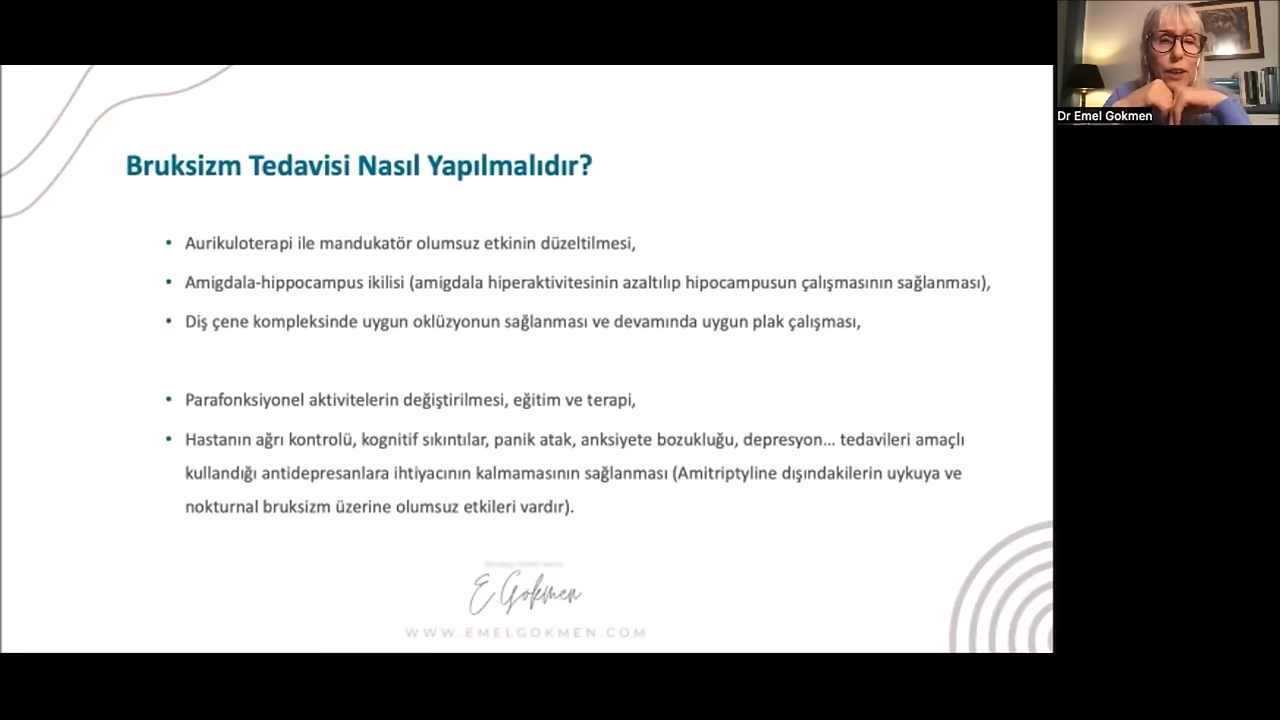 Dr Emel Gokmen
Bruksizm Tedavisi Nasıl Yapılmalıdır?
• Aurikuloterapi ile mandukatör olumsuz etkinin düzeltilmesi,
• Amigdala-hippocampus ikilisi (amigdala hiperaktivitesinin azaltılıp hipocampusun çalışmasının sağlanması),
• Diş çene kompleksinde uygun oklüzyonun sağlanması ve devamında uygun plak çalışması,
• Parafonksiyonel aktivitelerin değiştirilmesi, eğitim ve terapi,
• Hastanın ağrı kontrolü, kognitif sıkıntılar, panik atak, anksiyete bozukluğu, depresyon... tedavileri amaçlı
kullandığı antidepresanlara ihtiyacının kalmamasının sağlanması (Amitriptyline dışındakilerin uykuya ve
nokturnal bruksizm üzerine olumsuz etkileri vardır).
E Gokmen
WWW.EMELGOKMEN.COM